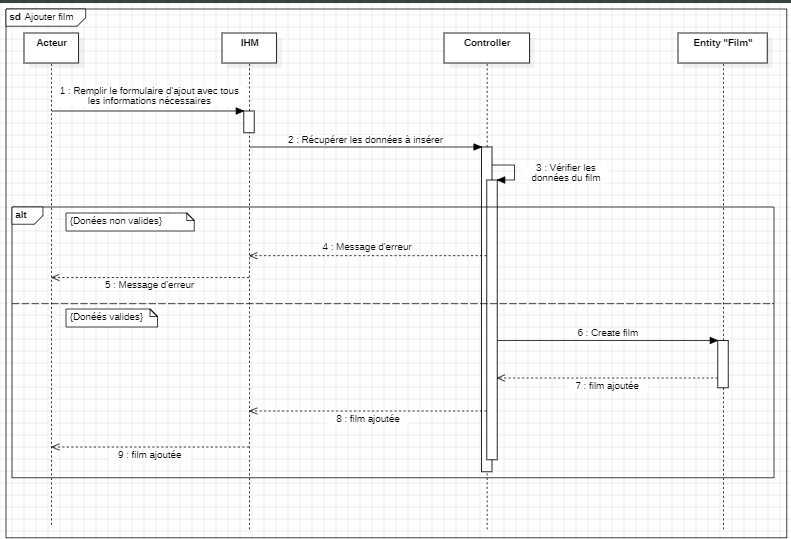 sd Ajouter film
Acteur
IHM
Controller
Entity "Film"
1 : Remplir le formulaire d'ajout avec tous
les informations nécessaires
2 : Récupérer les données à insérer
3 : Vérifier les
données du film
alt
{Donées non valides}
4 : Message d'erreur
5 : Message d'erreur
{Donéés valides}
6 : Create film
7 : film ajoutée
8 : film ajoutée
9 : film ajoutée